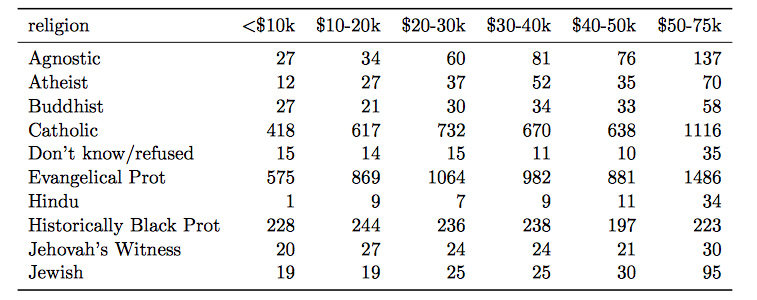 religion <$10k $10-20k $20-30k $30-40k $40-50k $50-75k
Agnostic 27 34 60 81 76 137
Atheist 12 27 37 52 35 70
Buddhist 27 21 30 34 33 58
Catholic 418 617 732 670 638 1116
Don't know/refused 15 14 15 11 10 35
Evangelical Prot 575 869 1064 982 881 1486
Hindu 1 9 7 9 11 34
Historically Black Prot 228 244 236 238 197 223
Jehovah's Witness 20 27 24 24 21 30
Jewish 19 19 25 25 30 95